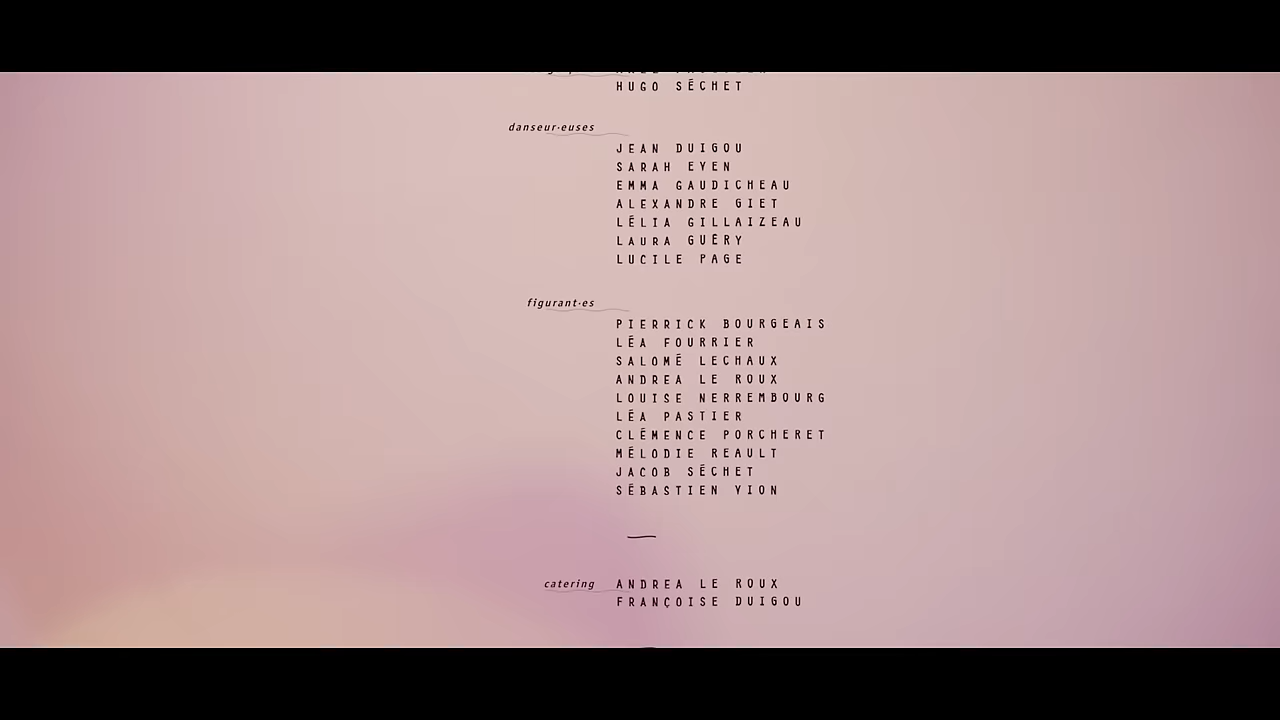 HUGO SÉCHET
danseur·euses
JEAN DUIGOU
SARAH EVEN
EMMA GAUDICHEAU
ALEXANDRE GIET
LÉLIA GILLAIZEAU
LAURA GUÉRY
LUCILE PAGE
figurant·es
PIERRICK BOURGEAIS
LÉA FOURRIER
SALOMÉ LECHAUX
ANDREA LE ROUX
LOUISE NERREMBOURG
LÉA PASTIER
CLÉMENCE PORCHERET
MÉLODIE REAULT
JACOB SÉCHET
SÉBASTIEN VION
catering ANDREA LE ROUX
FRANÇOISE DUIGOU